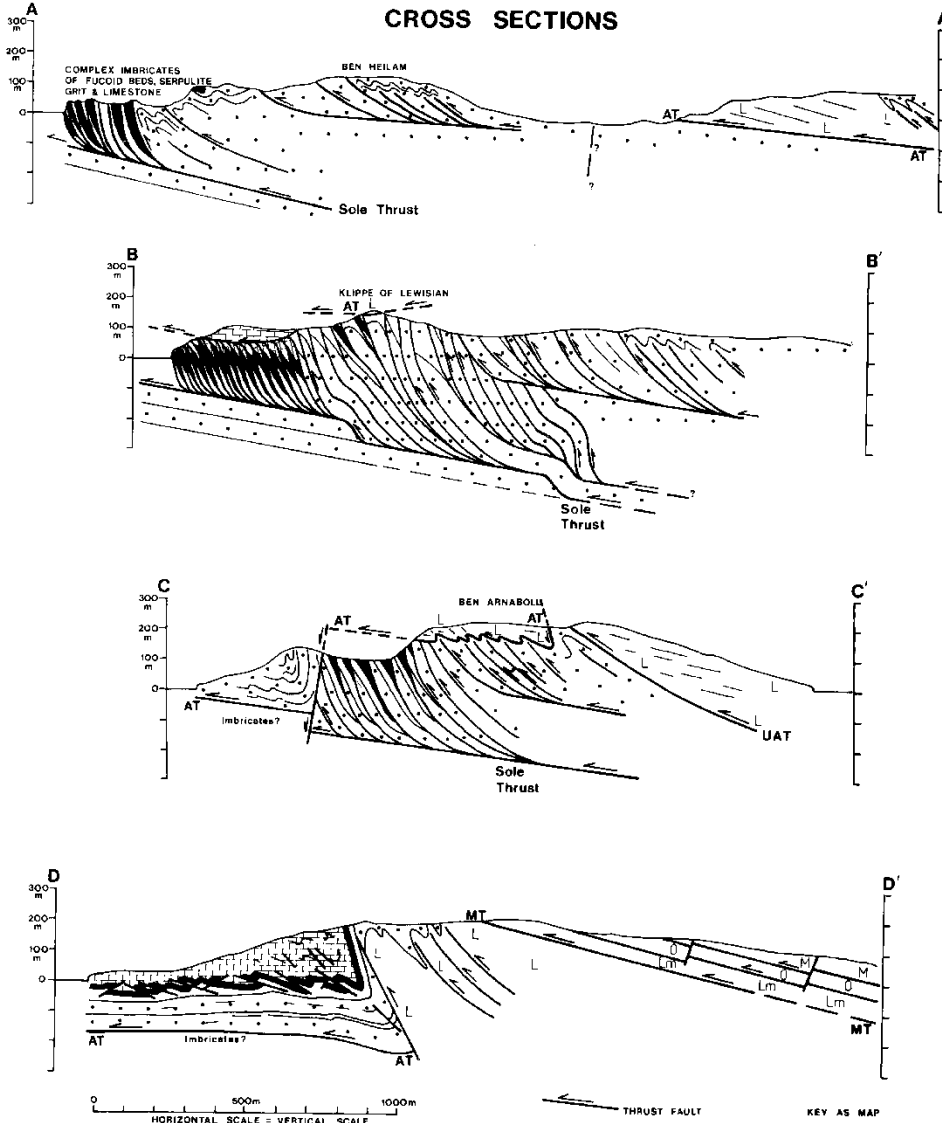 CROSS SECTIONS
A
A
300
m
200
100
0
COMPLEX IMBRICATES
OF FUCOID BEDS, SERPULITE
GRIT & LIMESTONE
BEN HEILAM
AT
L
L
L
AT
?
?
Sole Thrust
B
B'
300
m
200
100
0
KLIPPE OF LEWISIAN
AT
L
?
Sole
Thrust
C
C'
300
m
200
100
0
BEN ARNABOLL
AT
L
L
AT
L
L
L
L
AT
Imbricates?
UAT
Sole
Thrust
D
D'
300
m
200
100
0
MT
L
L
L
L
L
O
Lm
M
O
Lm
M
O
Lm
MT
AT
Imbricates?
AT
0
500m
1000m
HORIZONTAL SCALE = VERTICAL SCALE
THRUST FAULT
KEY AS MAP